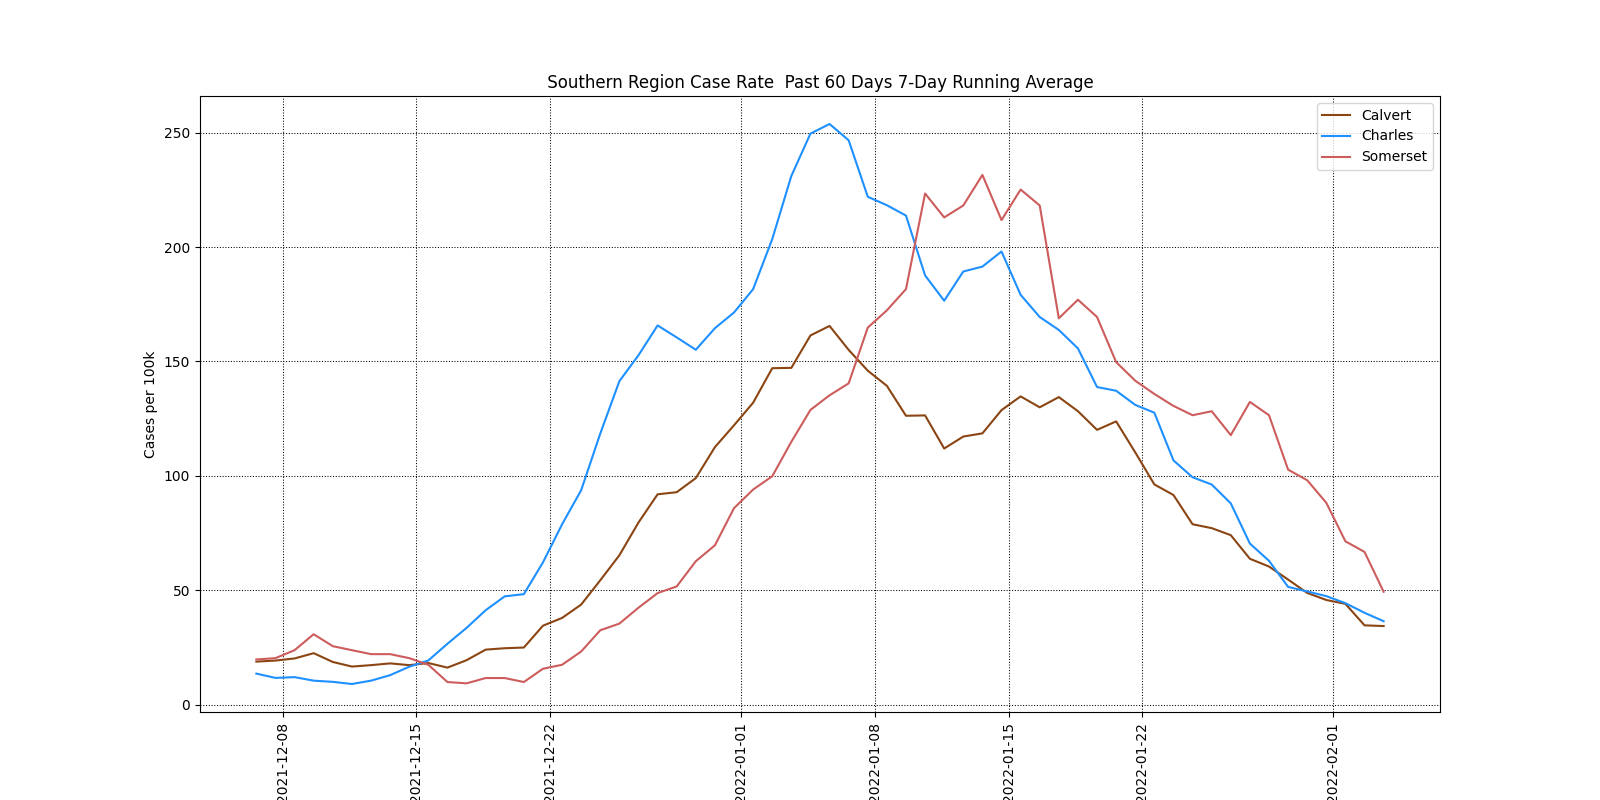 Southern Region Case Rate  Past 60 Days 7-Day Running Average
Calvert
Charles
Somerset
Cases per 100k
250
200
150
100
50
0
2021-12-08
2021-12-15
2021-12-22
2022-01-01
2022-01-08
2022-01-15
2022-01-22
2022-02-01